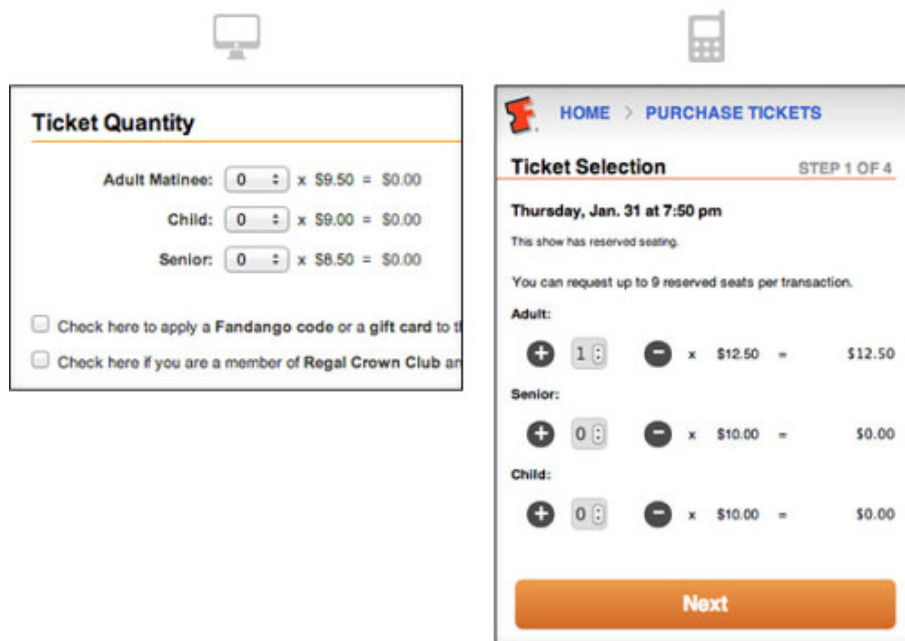 Ticket Quantity
Adult Matinee: 0 x $9.50 = $0.00
Child: 0 x $9.00 = $0.00
Senior: 0 x $8.50 = $0.00
Check here to apply a Fandango code or a gift card to
Check here if you are a member of Regal Crown Club an
HOME > PURCHASE TICKETS
Ticket Selection STEP 1 OF 4
Thursday, Jan. 31 at 7:50 pm
This show has reserved seating.
You can request up to 9 reserved seats per transaction.
Adult:
+ 1 − x $12.50 = $12.50
Senior:
+ 0 − x $10.00 = $0.00
Child:
+ 0 − x $10.00 = $0.00
Next